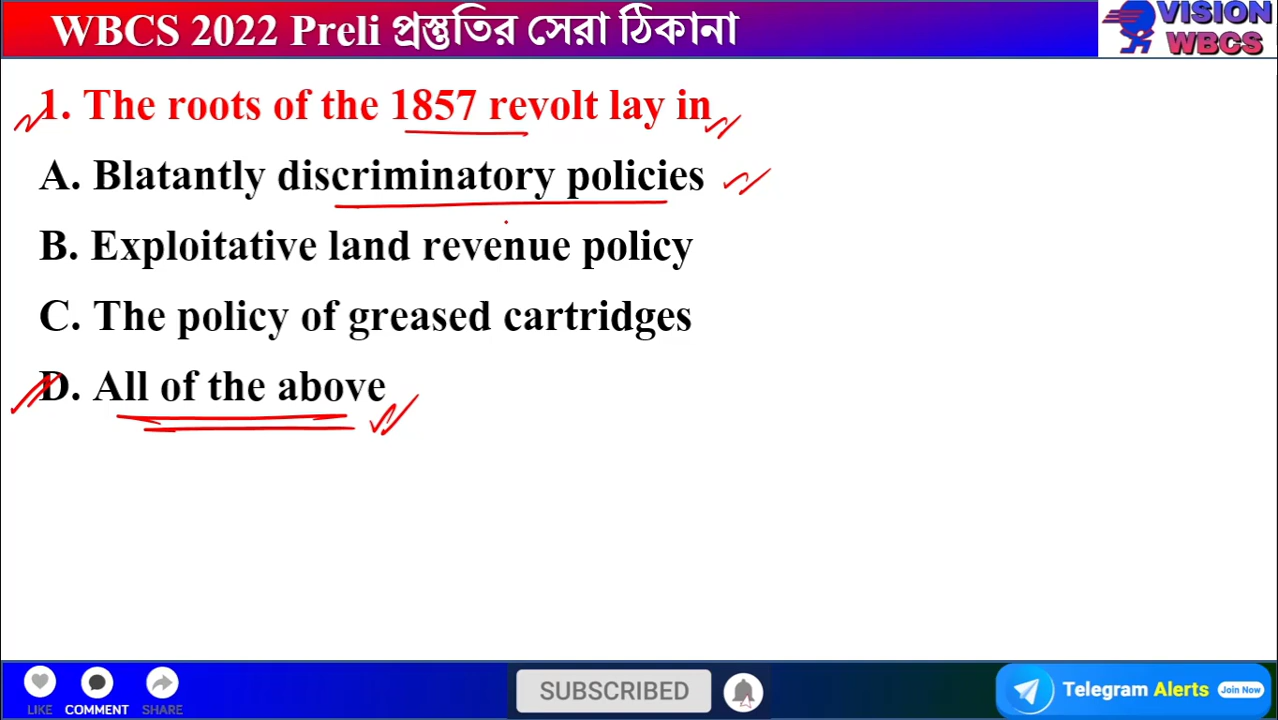 WBCS 2022 Preli প্রস্তুতির সেরা ঠিকানা
VISION
WBCS
1. The roots of the 1857 revolt lay in
A. Blatantly discriminatory policies
B. Exploitative land revenue policy
C. The policy of greased cartridges
D. All of the above
LIKE COMMENT SHARE
SUBSCRIBED
Telegram Alerts Join Now